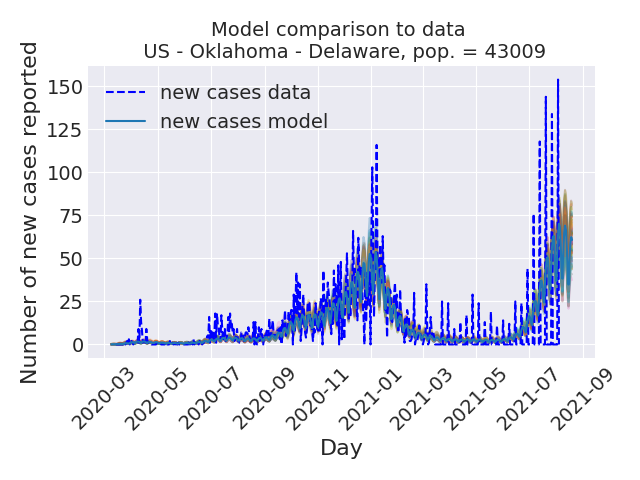 Model comparison to data
US - Oklahoma - Delaware, pop. = 43009
Number of new cases reported
150
125
100
75
50
25
0
new cases data
new cases model
2020-03
2020-05
2020-07
2020-09
2020-11
2021-01
2021-03
2021-05
2021-07
2021-09
Day